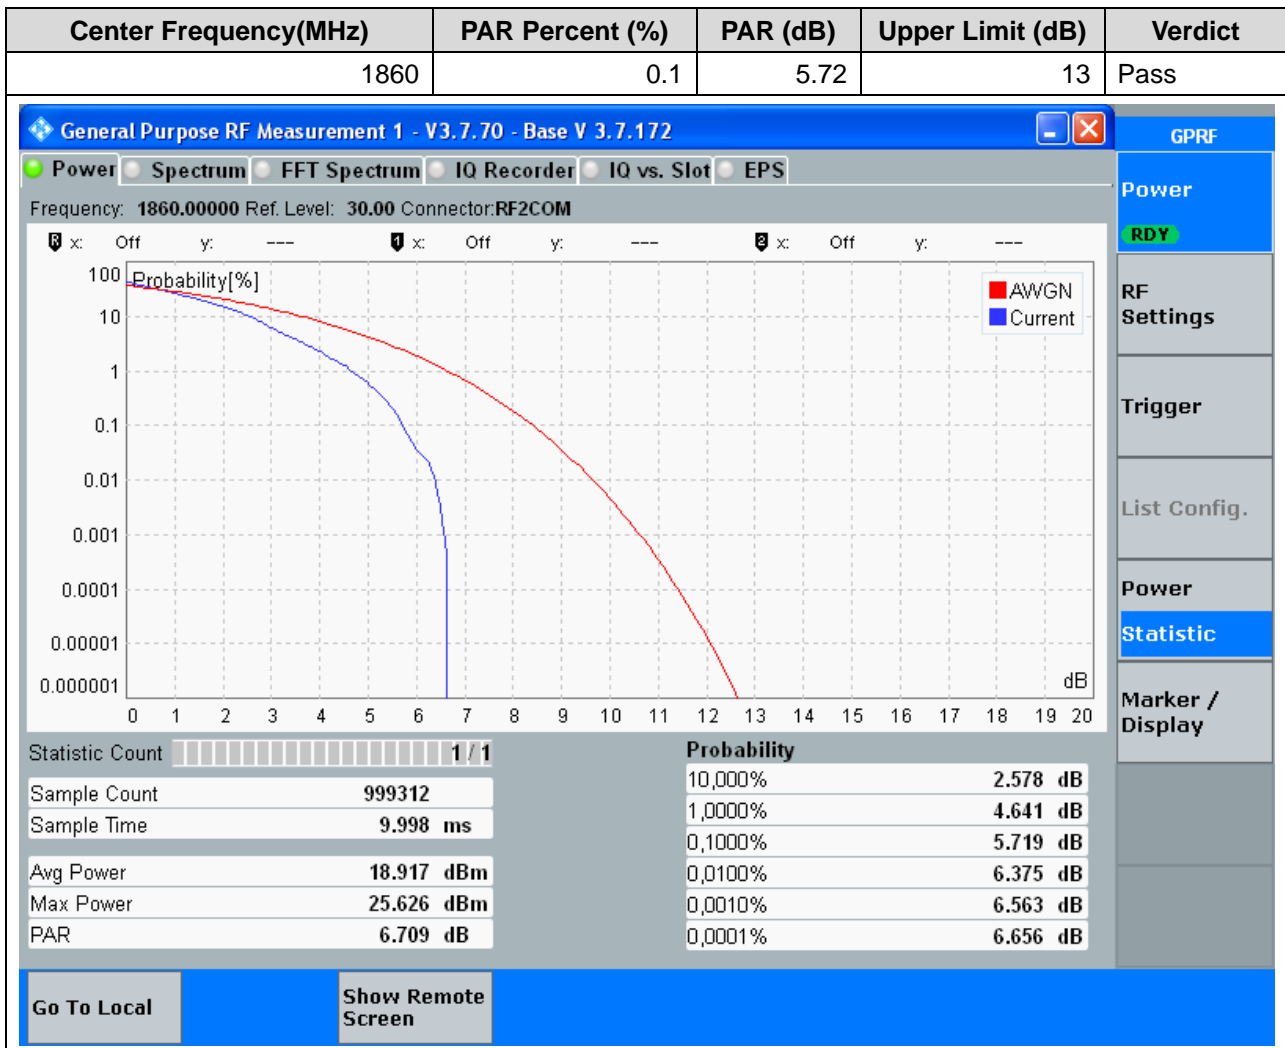 Center Frequency(MHz) PAR Percent (%) PAR (dB) Upper Limit (dB) Verdict
1860 0.1 5.72 13 Pass
General Purpose RF Measurement 1 - V3.7.70 - Base V 3.7.172
GPRF
Power Spectrum FFT Spectrum IQ Recorder IQ vs. Slot EPS
Frequency: 1860.00000 Ref. Level: 30.00 Connector:RF2COM
R x: Off y: --- 1 x: Off y: --- 2 x: Off y: ---
Probability[%]
AWGN
Current
100
10
1
0.1
0.01
0.001
0.0001
0.00001
0.000001
dB
0 1 2 3 4 5 6 7 8 9 10 11 12 13 14 15 16 17 18 19 20
Statistic Count 1 / 1
Sample Count 999312
Sample Time 9.998 ms
Avg Power 18.917 dBm
Max Power 25.626 dBm
PAR 6.709 dB
Probability
10,000% 2.578 dB
1,0000% 4.641 dB
0,1000% 5.719 dB
0,0100% 6.375 dB
0,0010% 6.563 dB
0,0001% 6.656 dB
Power
RDY
RF
Settings
Trigger
List Config.
Power
Statistic
Marker /
Display
Go To Local
Show Remote
Screen